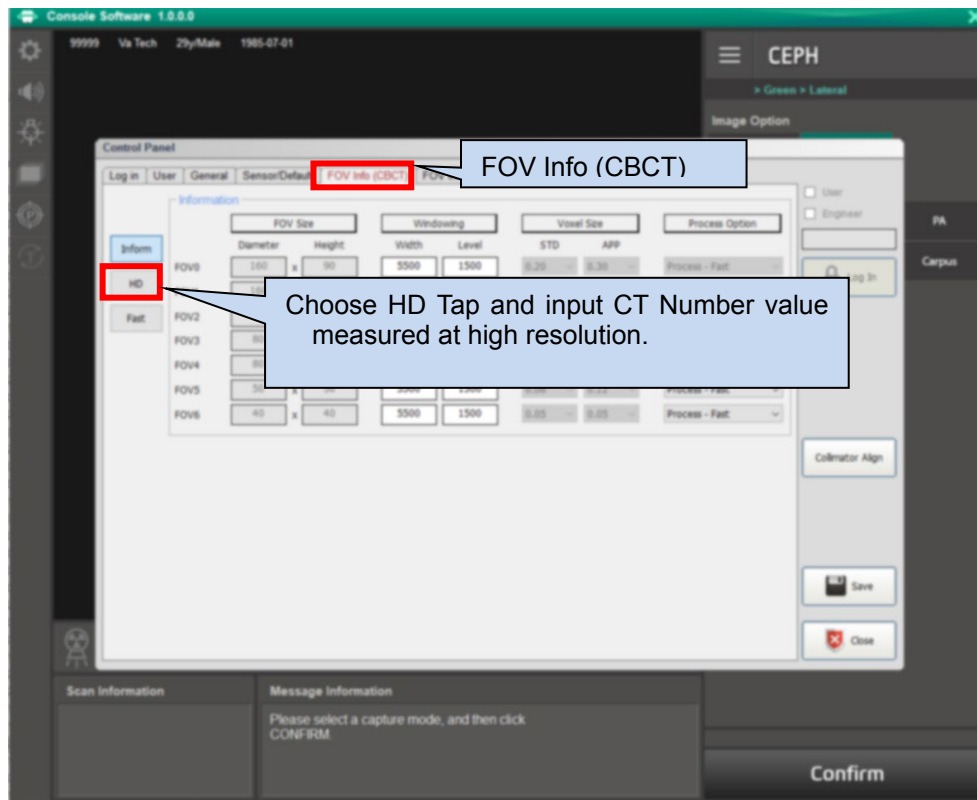 Console Software 1.0.0.0
99999 Va Tech 29y/Male 1985-07-01
CEPH
> Green > Lateral
Image Option
Control Panel
FOV Info (CBCT)
Log in User General Sensor/Defaul FOV Info (CBCT) FOV
Information
User
Engineer
PA
FOV Size Windowing Voxel Size Process Option
Inform
Diameter Height Width Level STD APP
FOV0 160 x 90 5500 1500 0.20 0.30 Process - Fast
Log In
Carpus
HD
Choose HD Tap and input CT Number value
measured at high resolution.
Fast
FOV2
FOV3
FOV4
FOV5 x
FOV6 40 x 40 5500 1500 0.05 0.05 Process - Fast
Collimator Align
Save
Close
Scan Information
Message Information
Please select a capture mode, and then click
CONFIRM.
Confirm